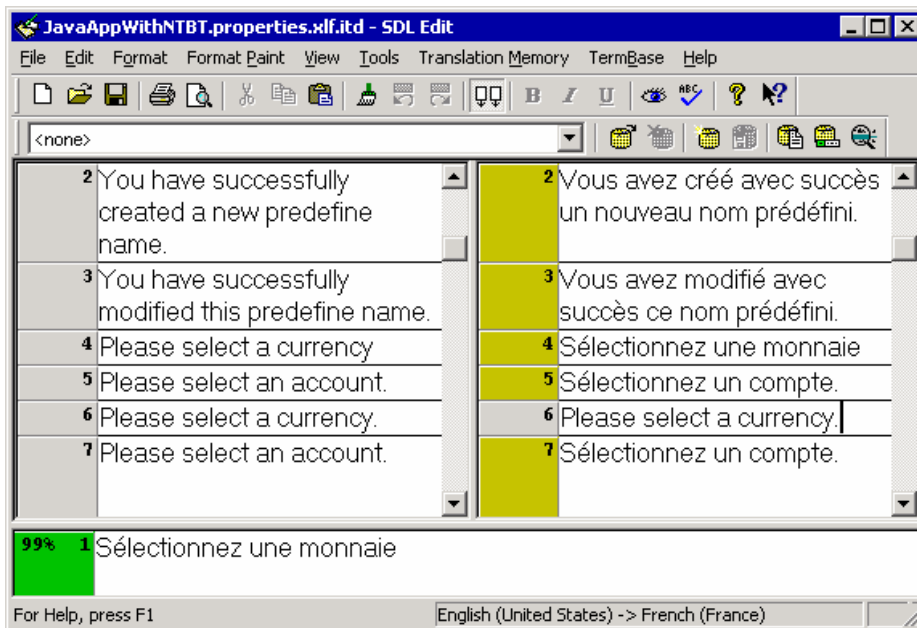 JavaAppWithNTBT.properties.xlf.itd - SDL Edit
File Edit Format Format Paint View Tools Translation Memory TermBase Help
B I U ABC ? ?
<none>
2 You have successfully
created a new predefine
name.
3 You have successfully
modified this predefine name.
4 Please select a currency
5 Please select an account.
6 Please select a currency.
7 Please select an account.
2 Vous avez créé avec succès
un nouveau nom prédéfini.
3 Vous avez modifié avec
succès ce nom prédéfini.
4 Sélectionnez une monnaie
5 Sélectionnez un compte.
6 Please select a currency.
7 Sélectionnez un compte.
99% 1 Sélectionnez une monnaie
For Help, press F1 English (United States) -> French (France)